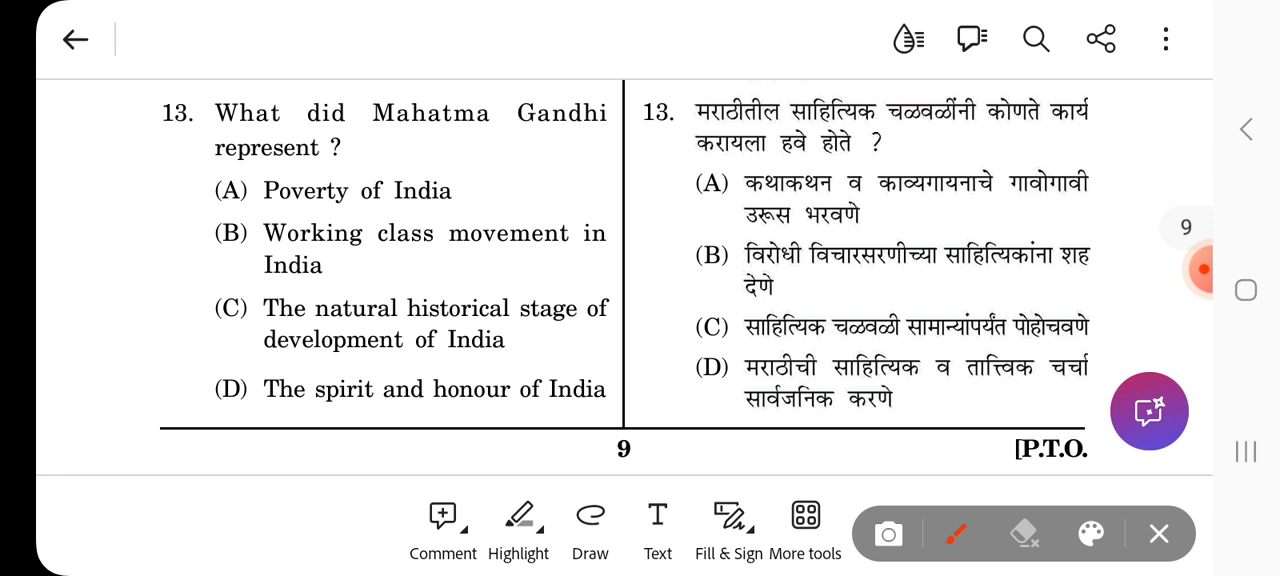 13. What did Mahatma Gandhi
represent ?
(A) Poverty of India
(B) Working class movement in
India
(C) The natural historical stage of
development of India
(D) The spirit and honour of India
13. मराठीतील साहित्यिक चळवळींनी कोणते कार्य
करायला हवे होते ?
(A) कथाकथन व काव्यगायनाचे गावोगावी
उरूस भरवणे
(B) विरोधी विचारसरणीच्या साहित्यिकांना शह
देणे
(C) साहित्यिक चळवळी सामान्यांपर्यंत पोहोचवणे
(D) मराठीची साहित्यिक व तात्त्विक चर्चा
सार्वजनिक करणे
9
9
[P.T.O.
Comment Highlight Draw Text Fill & Sign More tools